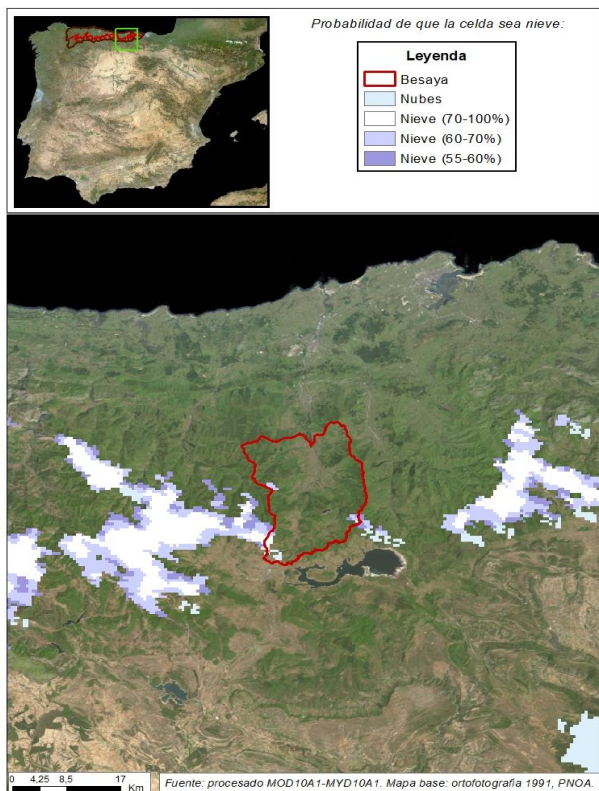 Probabilidad de que la celda sea nieve:
Leyenda
Besaya
Nubes
Nieve (70-100%)
Nieve (60-70%)
Nieve (55-60%)
0 4,25 8,5 17
Km
Fuente: procesado MOD10A1-MYD10A1. Mapa base: ortofotografía 1991, PNOA.